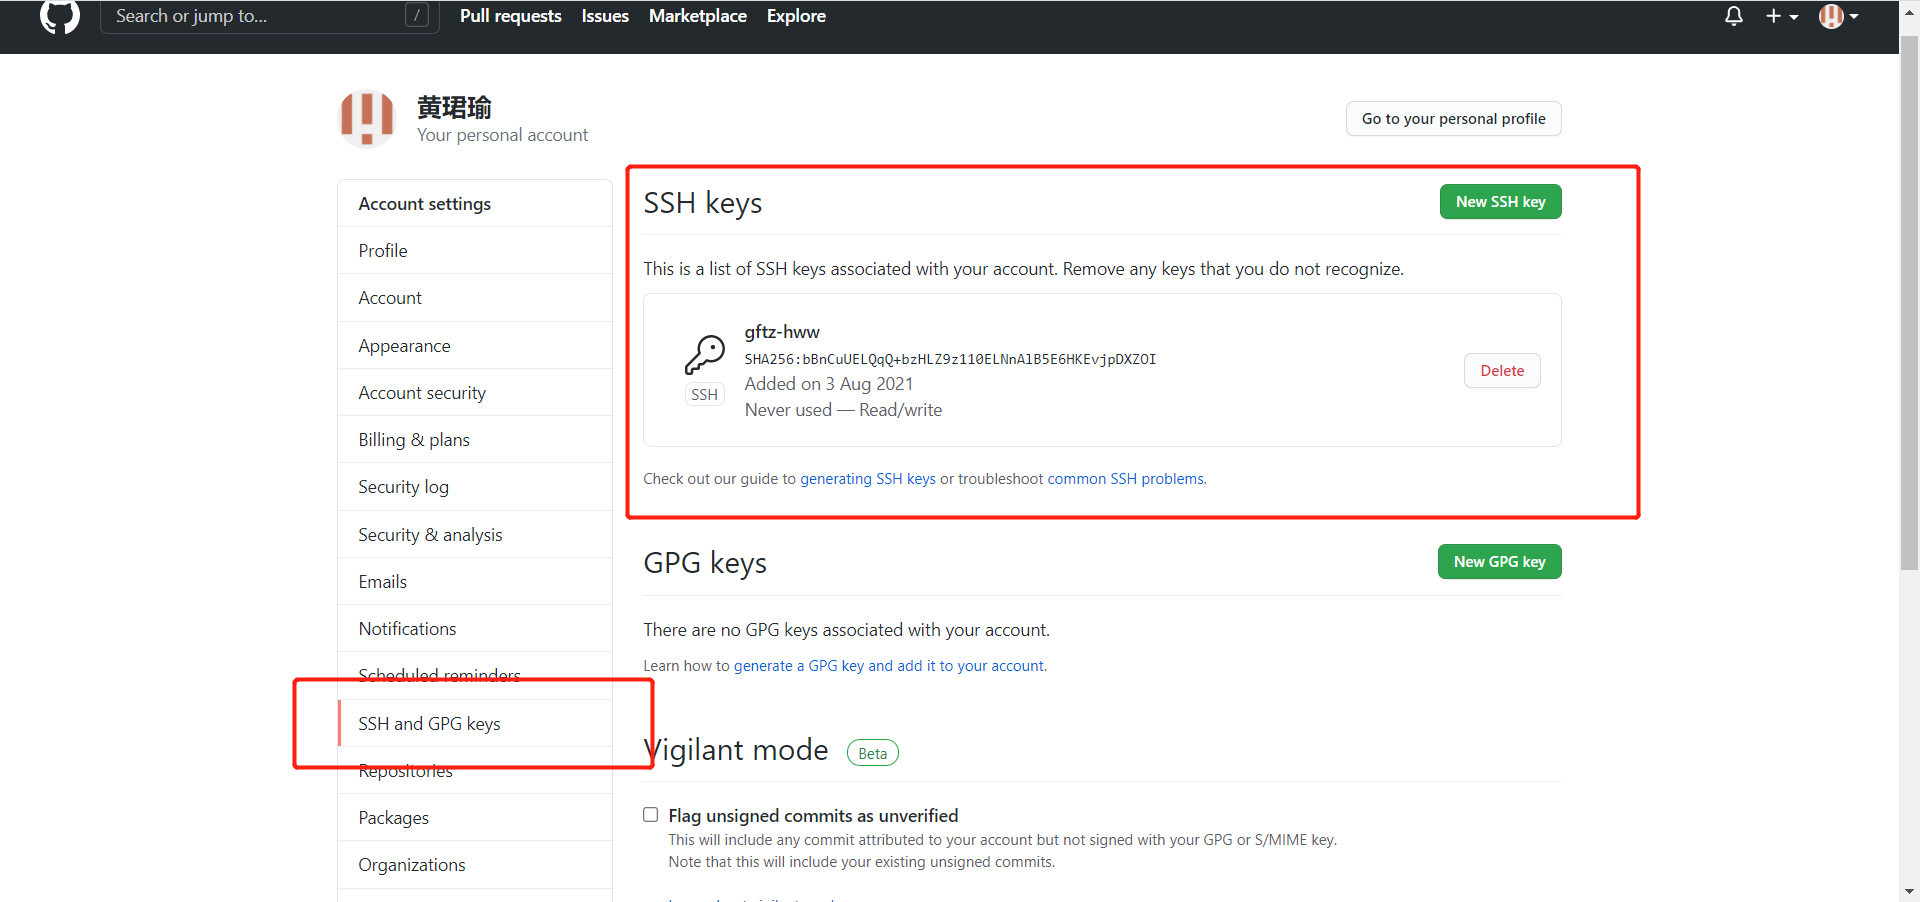 Search or jump to...
/
Pull requests
Issues
Marketplace
Explore
黄珺瑜
Your personal account
Go to your personal profile
Account settings
Profile
Account
Appearance
Account security
Billing & plans
Security log
Security & analysis
Emails
Notifications
Scheduled reminders
SSH and GPG keys
Repositories
Packages
Organizations
SSH keys
New SSH key
This is a list of SSH keys associated with your account. Remove any keys that you do not recognize.
gftz-hww
SHA256:bBnCuUELQqQ+bzHLZ9z110ELNnAlB5E6HKEvjpDXZOI
SSH
Added on 3 Aug 2021
Never used — Read/write
Delete
Check out our guide to generating SSH keys or troubleshoot common SSH problems.
GPG keys
New GPG key
There are no GPG keys associated with your account.
Learn how to generate a GPG key and add it to your account.
Vigilant mode
Beta
Flag unsigned commits as unverified
This will include any commit attributed to your account but not signed with your GPG or S/MIME key.
Note that this will include your existing unsigned commits.